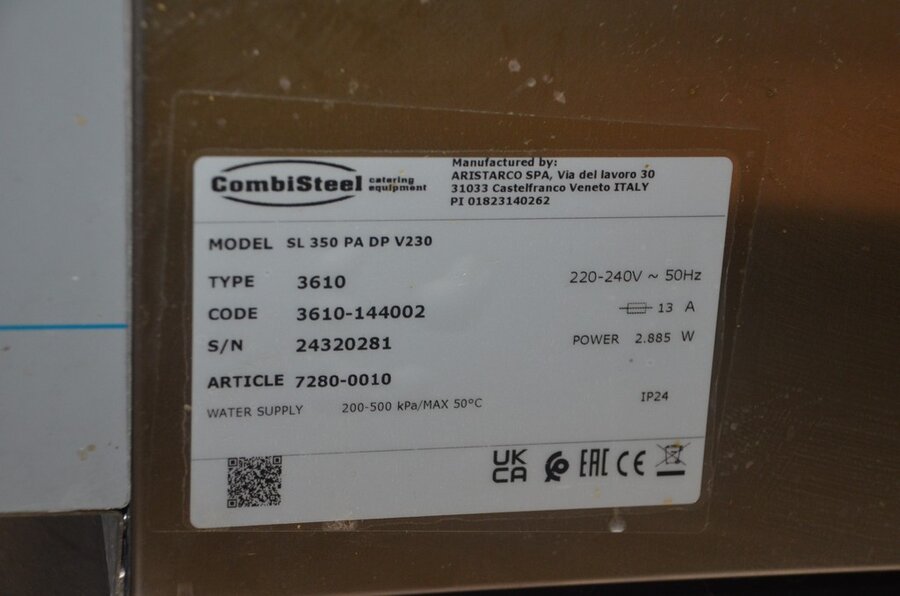 CombiSteel catering equipment
Manufactured by:
ARISTARCO SPA, Via del lavoro 30
31033 Castelfranco Veneto ITALY
PI 01823140262
MODEL SL 350 PA DP V230
TYPE 3610
220-240V ~ 50Hz
CODE 3610-144002
13 A
S/N 24320281
POWER 2.885 W
ARTICLE 7280-0010
WATER SUPPLY 200-500 kPa/MAX 50°C
IP24
UK CA EAC CE